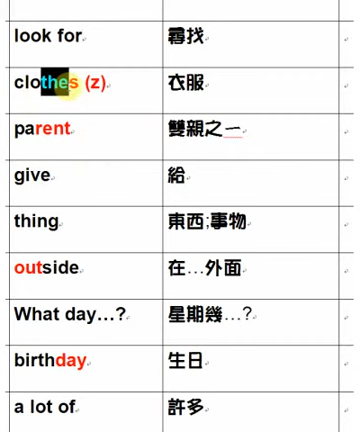 look for 尋找
clothes (z) 衣服
parent 雙親之一
give 給
thing 東西;事物
outside 在…外面
What day…? 星期幾…?
birthday 生日
a lot of 許多